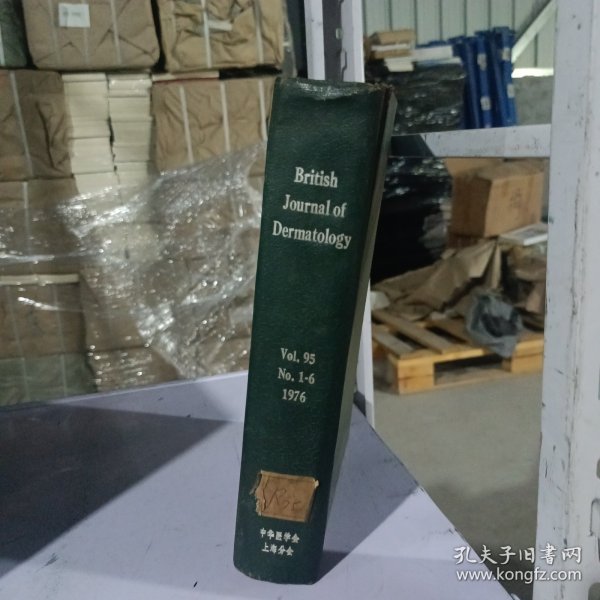 British
Journal of
Dermatology
Vol. 95
No. 1-6
1976
中华医学会
上海分会
孔夫子旧书网
www.kongfz.com